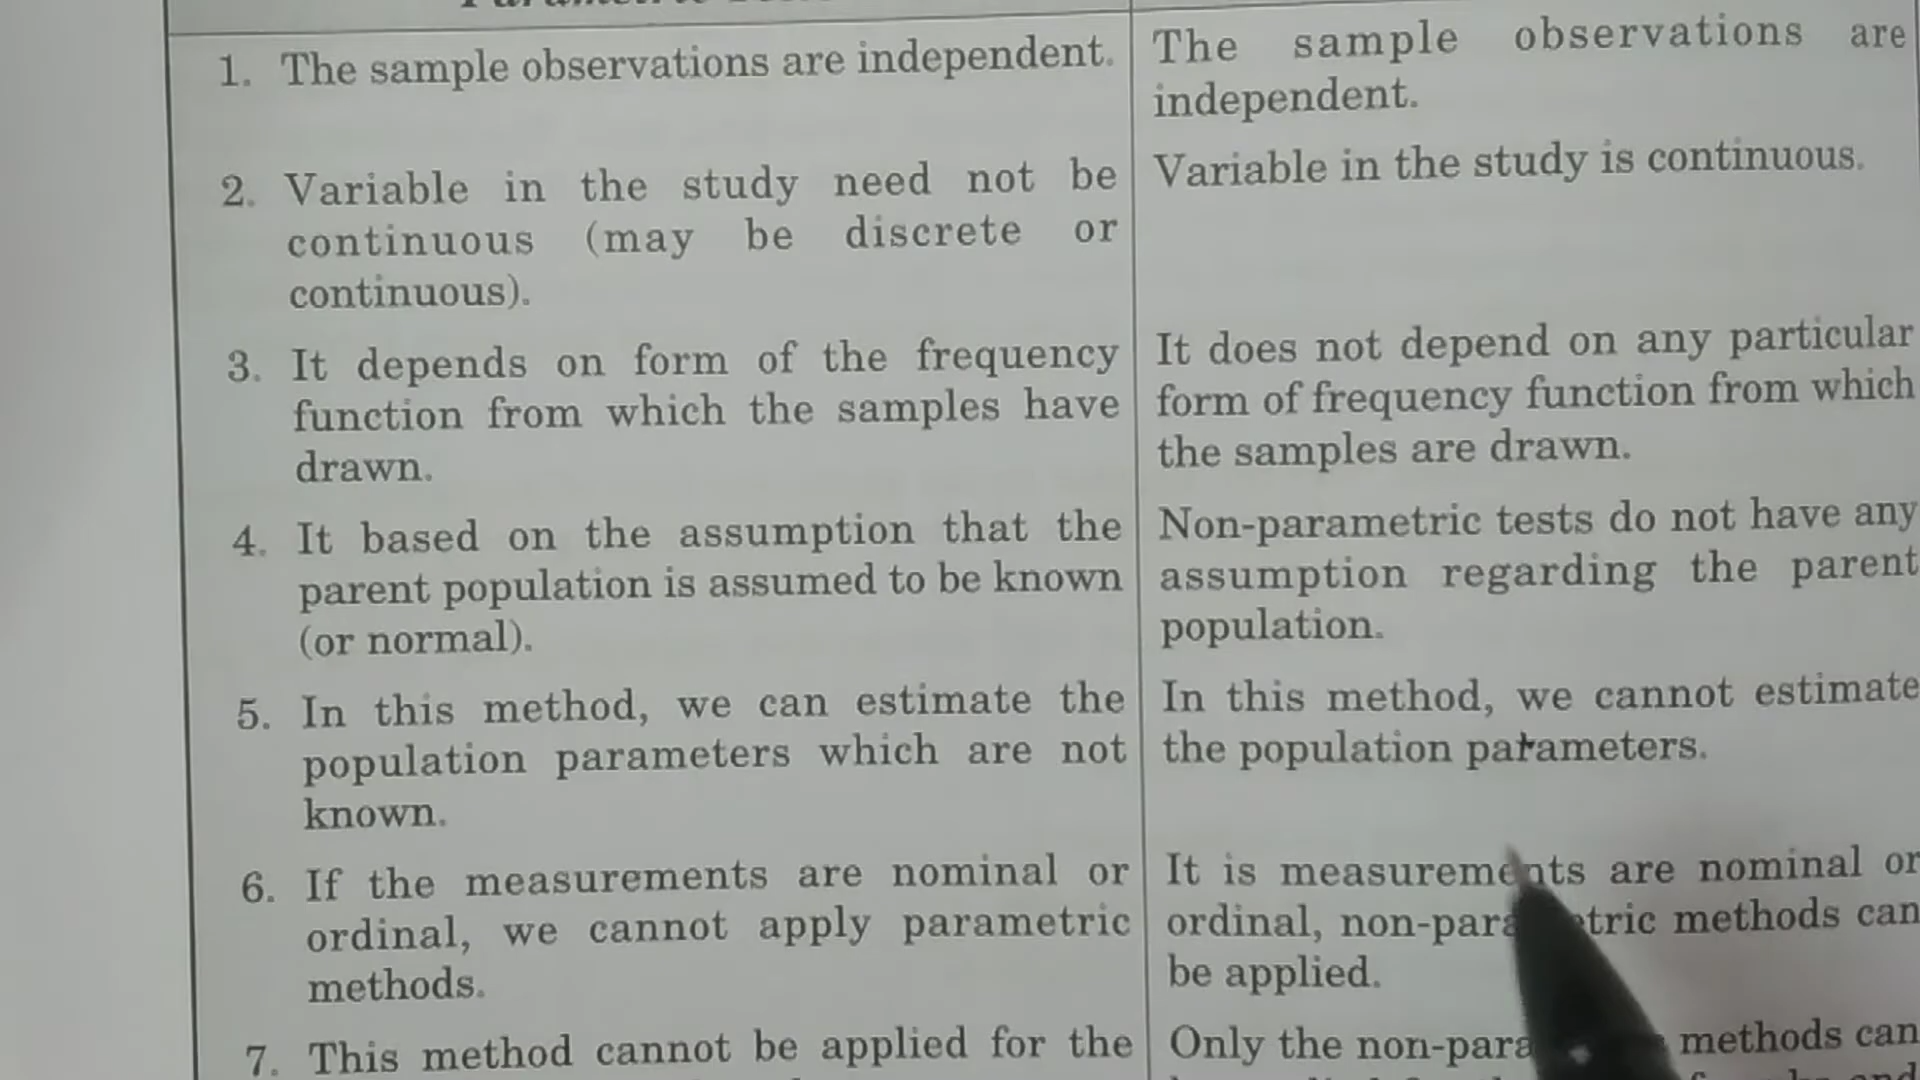 1. The sample observations are independent.
2. Variable in the study need not be
continuous (may be discrete or
continuous).
3. It depends on form of the frequency
function from which the samples have
drawn.
4. It based on the assumption that the
parent population is assumed to be known
(or normal).
5. In this method, we can estimate the
population parameters which are not
known.
6. If the measurements are nominal or
ordinal, we cannot apply parametric
methods.
7. This method cannot be applied for the
The sample observations are
independent.
Variable in the study is continuous.
It does not depend on any particular
form of frequency function from which
the samples are drawn.
Non-parametric tests do not have any
assumption regarding the parent
population.
In this method, we cannot estimate
the population parameters.
It is measurements are nominal or
ordinal, non-parametric methods can
be applied.
Only the methods can